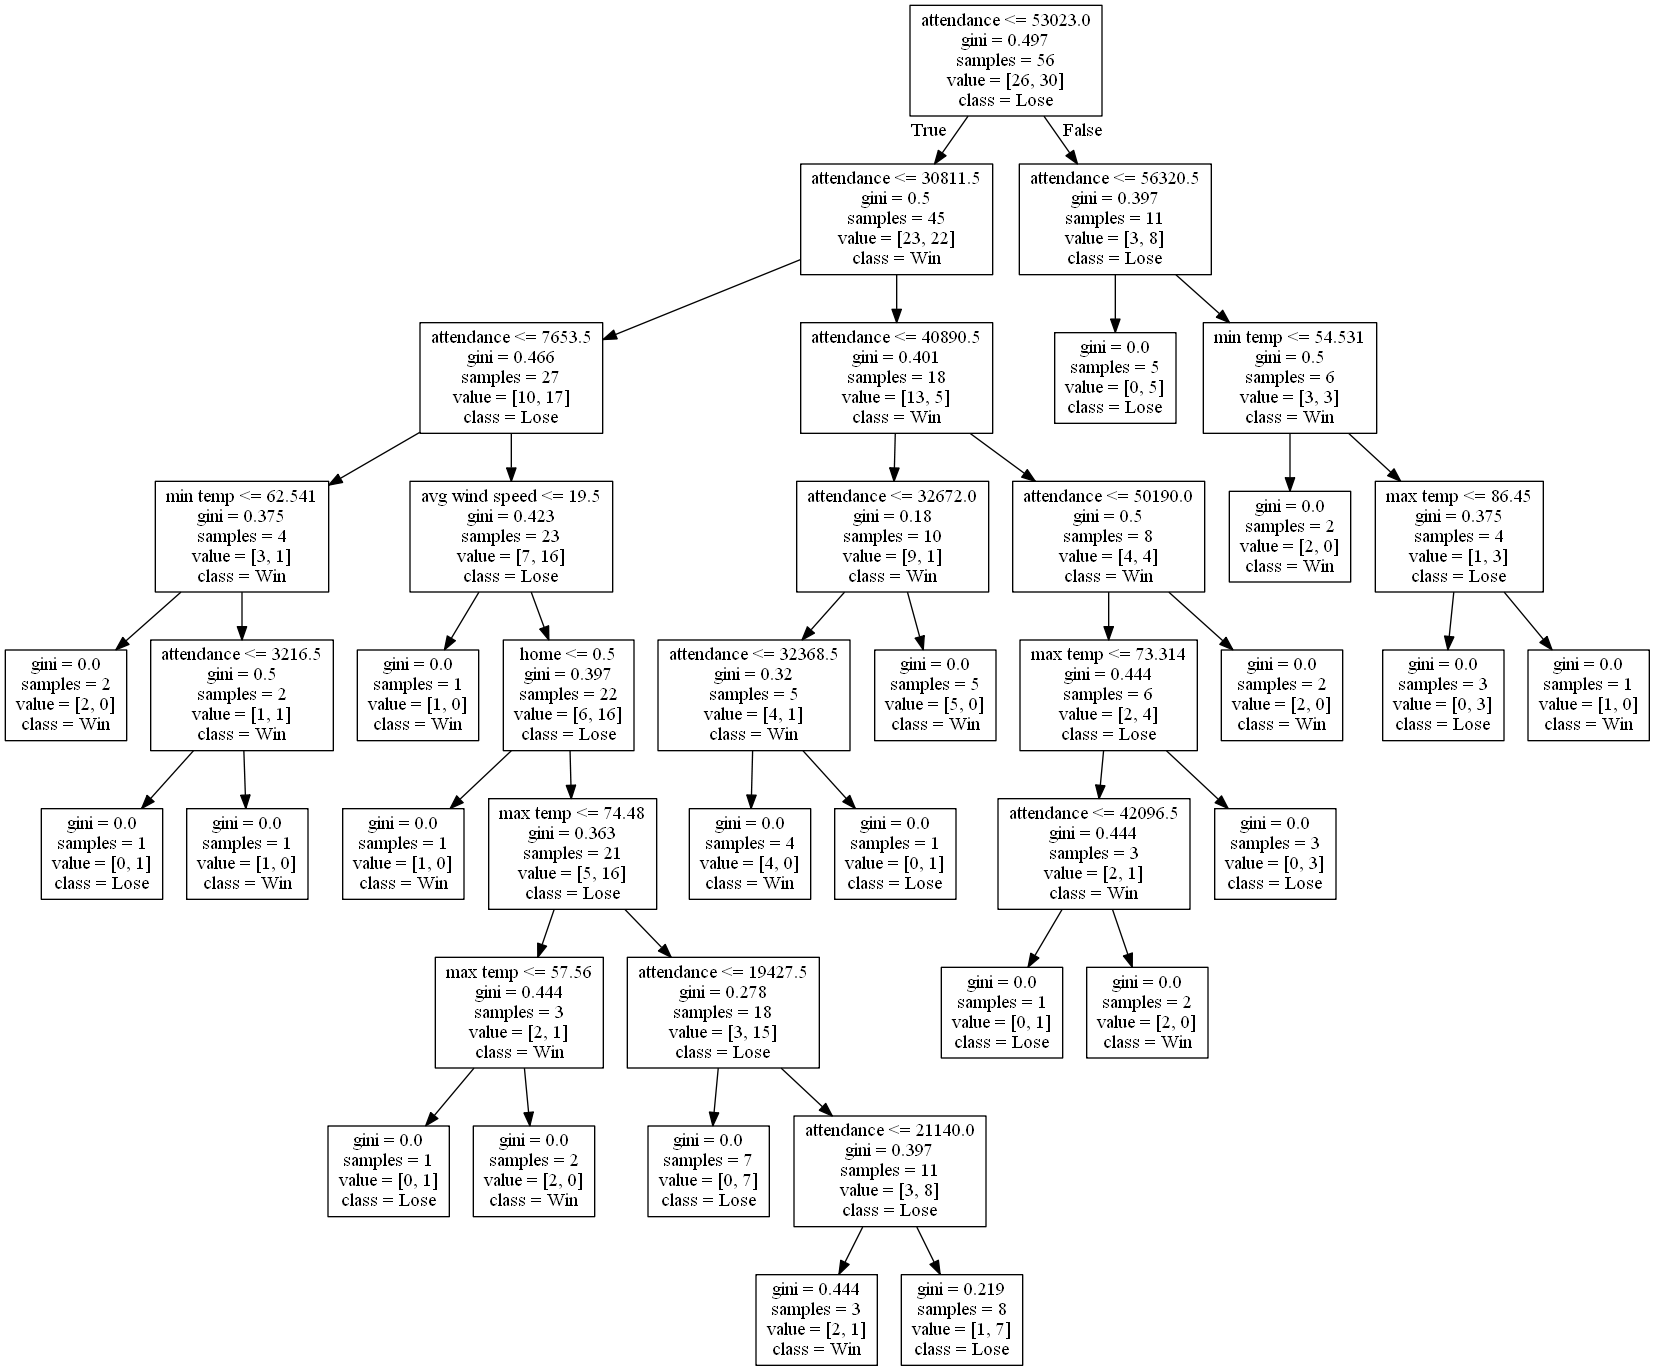 attendance <= 53023.0
gini = 0.497
samples = 56
value = [26, 30]
class = Lose
True
False
attendance <= 30811.5
gini = 0.5
samples = 45
value = [23, 22]
class = Win
attendance <= 56320.5
gini = 0.397
samples = 11
value = [3, 8]
class = Lose
attendance <= 7653.5
gini = 0.466
samples = 27
value = [10, 17]
class = Lose
attendance <= 40890.5
gini = 0.401
samples = 18
value = [13, 5]
class = Win
gini = 0.0
samples = 5
value = [0, 5]
class = Lose
min temp <= 54.531
gini = 0.5
samples = 6
value = [3, 3]
class = Win
min temp <= 62.541
gini = 0.375
samples = 4
value = [3, 1]
class = Win
avg wind speed <= 19.5
gini = 0.423
samples = 23
value = [7, 16]
class = Lose
attendance <= 32672.0
gini = 0.18
samples = 10
value = [9, 1]
class = Win
attendance <= 50190.0
gini = 0.5
samples = 8
value = [4, 4]
class = Win
gini = 0.0
samples = 2
value = [2, 0]
class = Win
max temp <= 86.45
gini = 0.375
samples = 4
value = [1, 3]
class = Lose
gini = 0.0
samples = 2
value = [2, 0]
class = Win
attendance <= 3216.5
gini = 0.5
samples = 2
value = [1, 1]
class = Win
gini = 0.0
samples = 1
value = [1, 0]
class = Win
home <= 0.5
gini = 0.397
samples = 22
value = [6, 16]
class = Lose
attendance <= 32368.5
gini = 0.32
samples = 5
value = [4, 1]
class = Win
gini = 0.0
samples = 5
value = [5, 0]
class = Win
max temp <= 73.314
gini = 0.444
samples = 6
value = [2, 4]
class = Lose
gini = 0.0
samples = 2
value = [2, 0]
class = Win
gini = 0.0
samples = 3
value = [0, 3]
class = Lose
gini = 0.0
samples = 1
value = [1, 0]
class = Win
gini = 0.0
samples = 1
value = [0, 1]
class = Lose
gini = 0.0
samples = 1
value = [1, 0]
class = Win
gini = 0.0
samples = 1
value = [1, 0]
class = Win
max temp <= 74.48
gini = 0.363
samples = 21
value = [5, 16]
class = Lose
gini = 0.0
samples = 4
value = [4, 0]
class = Win
gini = 0.0
samples = 1
value = [0, 1]
class = Lose
attendance <= 42096.5
gini = 0.444
samples = 3
value = [2, 1]
class = Win
gini = 0.0
samples = 3
value = [0, 3]
class = Lose
max temp <= 57.56
gini = 0.444
samples = 3
value = [2, 1]
class = Win
attendance <= 19427.5
gini = 0.278
samples = 18
value = [3, 15]
class = Lose
gini = 0.0
samples = 1
value = [0, 1]
class = Lose
gini = 0.0
samples = 2
value = [2, 0]
class = Win
gini = 0.0
samples = 1
value = [0, 1]
class = Lose
gini = 0.0
samples = 2
value = [2, 0]
class = Win
gini = 0.0
samples = 7
value = [0, 7]
class = Lose
attendance <= 21140.0
gini = 0.397
samples = 11
value = [3, 8]
class = Lose
gini = 0.444
samples = 3
value = [2, 1]
class = Win
gini = 0.219
samples = 8
value = [1, 7]
class = Lose